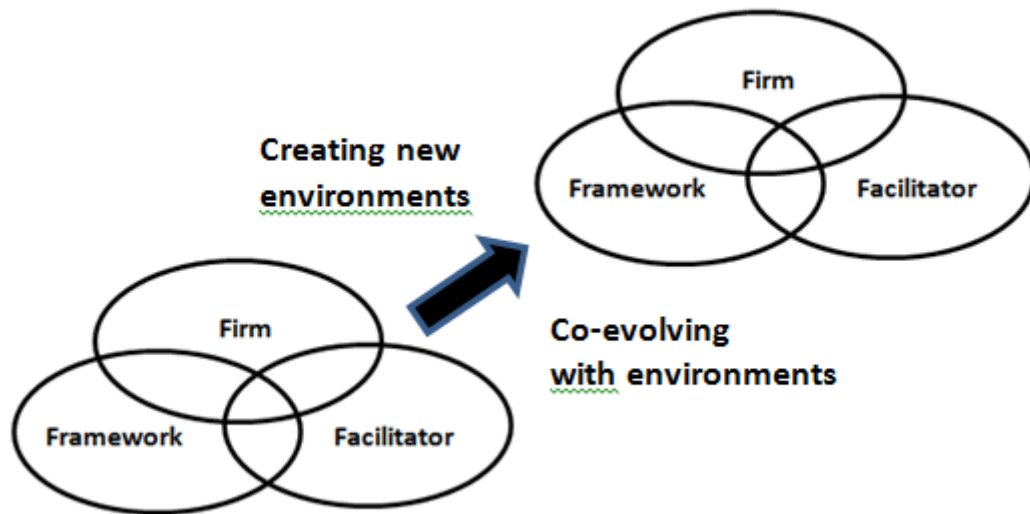 Firm
Framework
Facilitator
Creating new
environments
Co-evolving
with environments
Firm
Framework
Facilitator